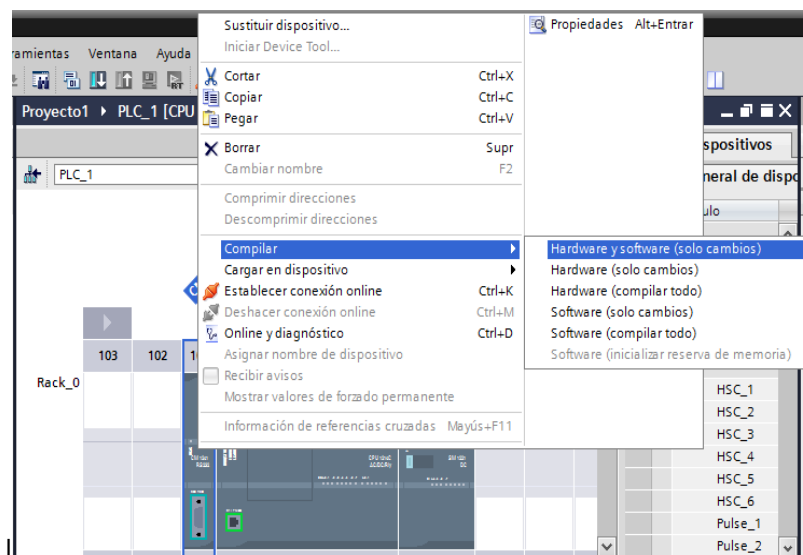 Sustituir dispositivo...
Iniciar Device Tool...
Cortar Ctrl+X
Copiar Ctrl+C
Pegar Ctrl+V
Borrar Supr
Cambiar nombre F2
Comprimir direcciones
Descomprimir direcciones
Compilar
Cargar en dispositivo
Establecer conexión online Ctrl+K
Deshacer conexión online Ctrl+M
Online y diagnóstico Ctrl+D
Asignar nombre de dispositivo
Recibir avisos
Mostrar valores de forzado permanente
Información de referencias cruzadas Mayús+F11
Propiedades Alt+Entrar
Hardware y software (solo cambios)
Hardware (solo cambios)
Hardware (compilar todo)
Software (solo cambios)
Software (compilar todo)
Software (inicializar reserva de memoria)
ramientas Ventana Ayuda
Proyecto1 PLC_1 [CPU
PLC_1
spositivos
neral de dispo
ulo
103 102 1
Rack_0
HSC_1
HSC_2
HSC_3
HSC_4
HSC_5
HSC_6
Pulse_1
Pulse_2